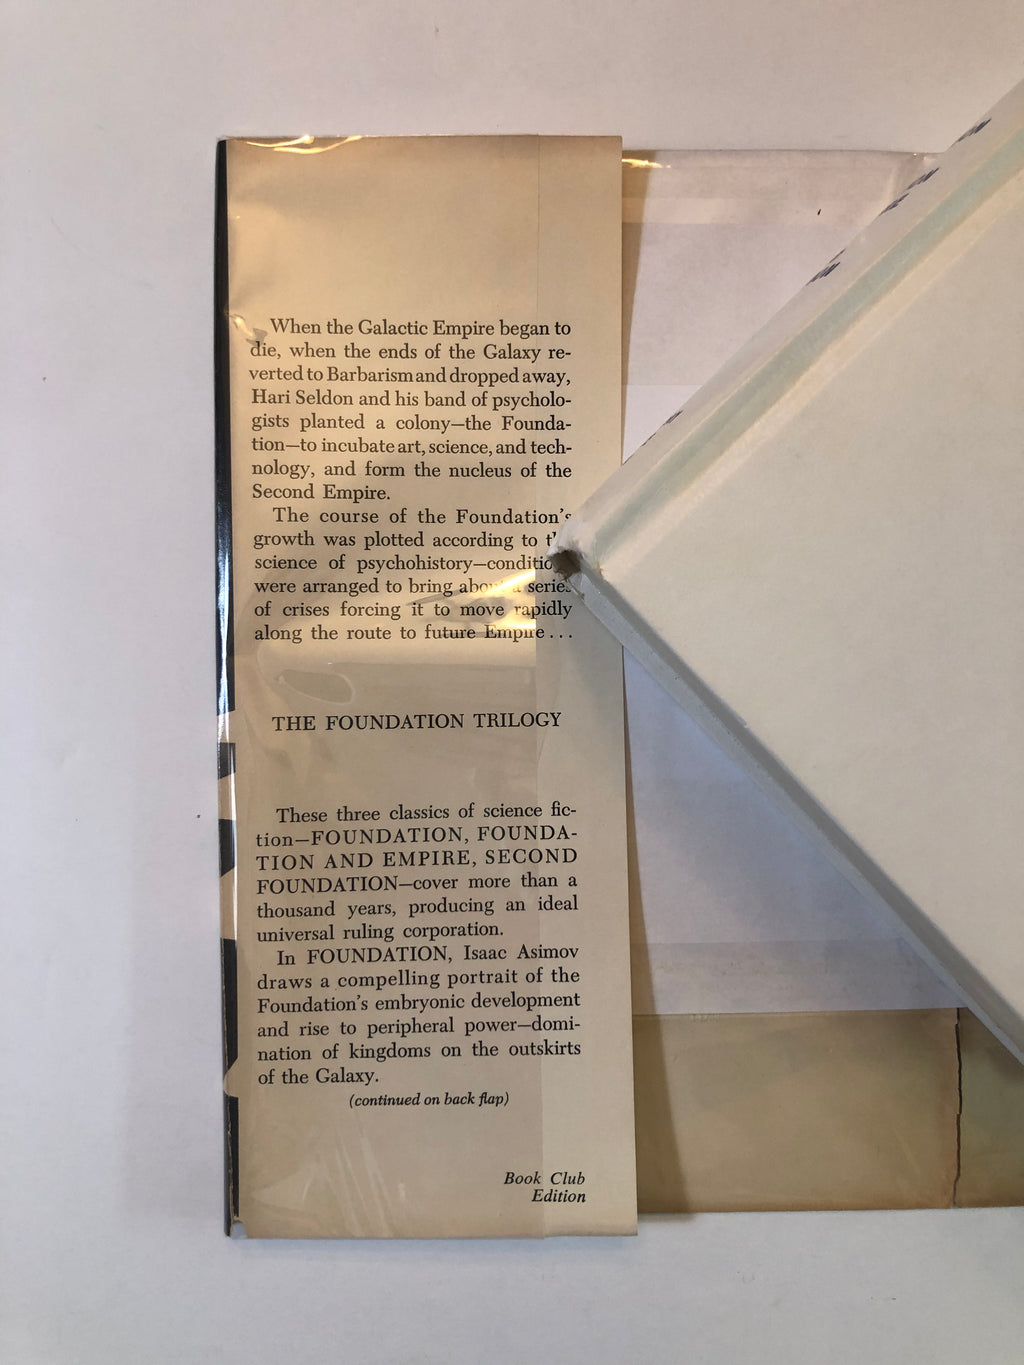 When the Galactic Empire began to
die, when the ends of the Galaxy re-
verted to Barbarism and dropped away,
Hari Seldon and his band of psycholo-
gists planted a colony—the Founda-
tion—to incubate art, science, and tech-
nology, and form the nucleus of the
Second Empire.
The course of the Foundation's
growth was plotted according to the
science of psychohistory—conditions
were arranged to bring about a series
of crises forcing it to move rapidly
along the route to future Empire . . .
THE FOUNDATION TRILOGY
These three classics of science fic-
tion—FOUNDATION, FOUNDA-
TION AND EMPIRE, SECOND
FOUNDATION—cover more than a
thousand years, producing an ideal
universal ruling corporation.
In FOUNDATION, Isaac Asimov
draws a compelling portrait of the
Foundation's embryonic development
and rise to peripheral power—domi-
nation of kingdoms on the outskirts
of the Galaxy.
(continued on back flap)
Book Club
Edition